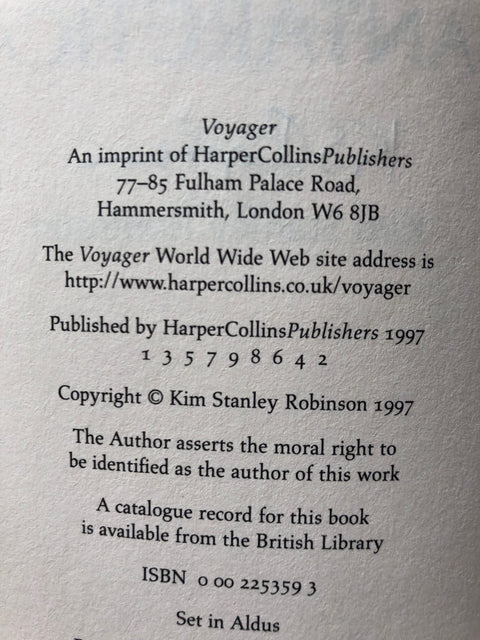 Voyager
An imprint of HarperCollinsPublishers
77–85 Fulham Palace Road,
Hammersmith, London W6 8JB
The Voyager World Wide Web site address is
http://www.harpercollins.co.uk/voyager
Published by HarperCollinsPublishers 1997
1 3 5 7 9 8 6 4 2
Copyright © Kim Stanley Robinson 1997
The Author asserts the moral right to
be identified as the author of this work
A catalogue record for this book
is available from the British Library
ISBN 0 00 225359 3
Set in Aldus